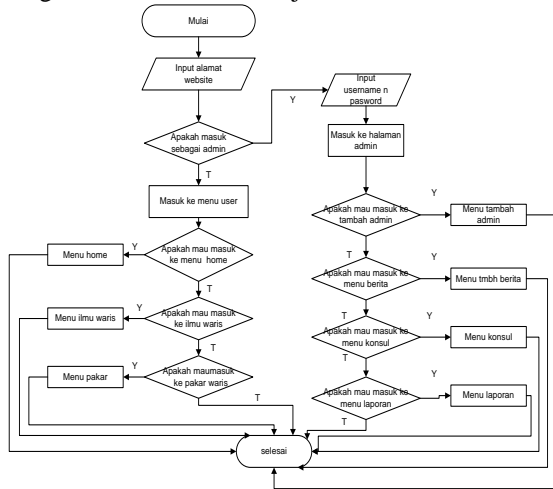 Mulai
Input alamat
website
Input
username n
pasword
Y
Apakah masuk
sebagai admin
Masuk ke halaman
admin
T
Masuk ke menu user
Apakah mau masuk ke
tambah admin
Y
Menu tambah
admin
T
Apakah mau masuk
ke menu home
Y
Menu home
T
Apakah mau masuk ke
menu berita
Y
Menu tmbh berita
T
Apakah mau masuk
ke ilmu waris
Y
Menu ilmu waris
T
Apakah mau masuk ke
menu konsul
Y
Menu konsul
T
Apakah maumasuk
ke pakar waris
Y
Menu pakar
T
Apakah mau masuk ke
menu laporan
Y
Menu laporan
T
selesai